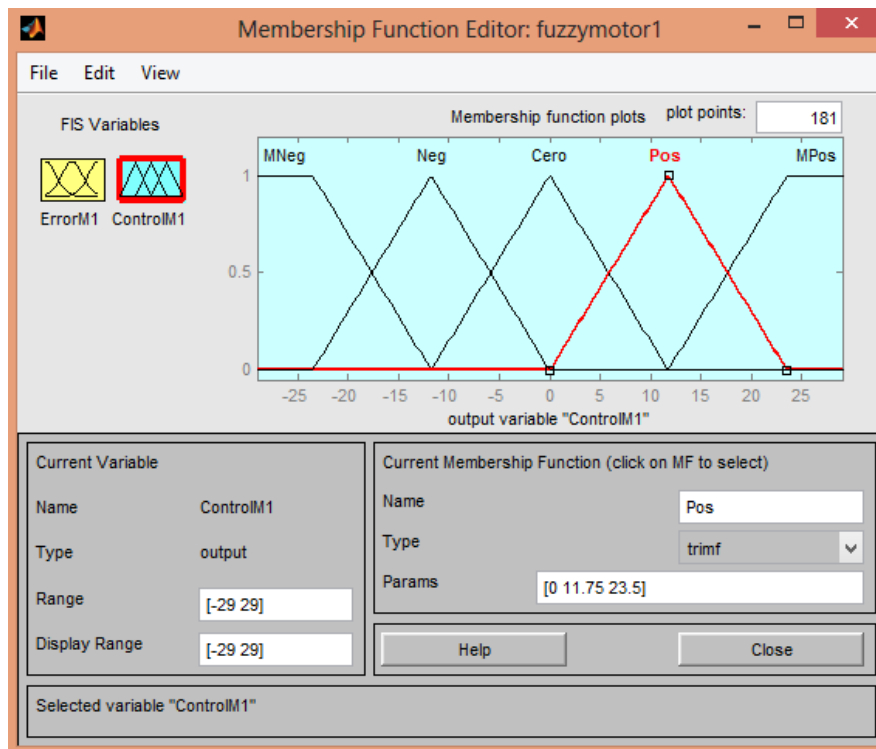 Membership Function Editor: fuzzymotor1
File Edit View
FIS Variables
Membership function plots plot points: 181
MNeg Neg Cero Pos MPos
ErrorM1 ControlM1
1
0.5
0
-25 -20 -15 -10 -5 0 5 10 15 20 25
output variable "ControlM1"
Current Variable
Name ControlM1
Type output
Range [-29 29]
Display Range [-29 29]
Current Membership Function (click on MF to select)
Name Pos
Type trimf
Params [0 11.75 23.5]
Help Close
Selected variable "ControlM1"